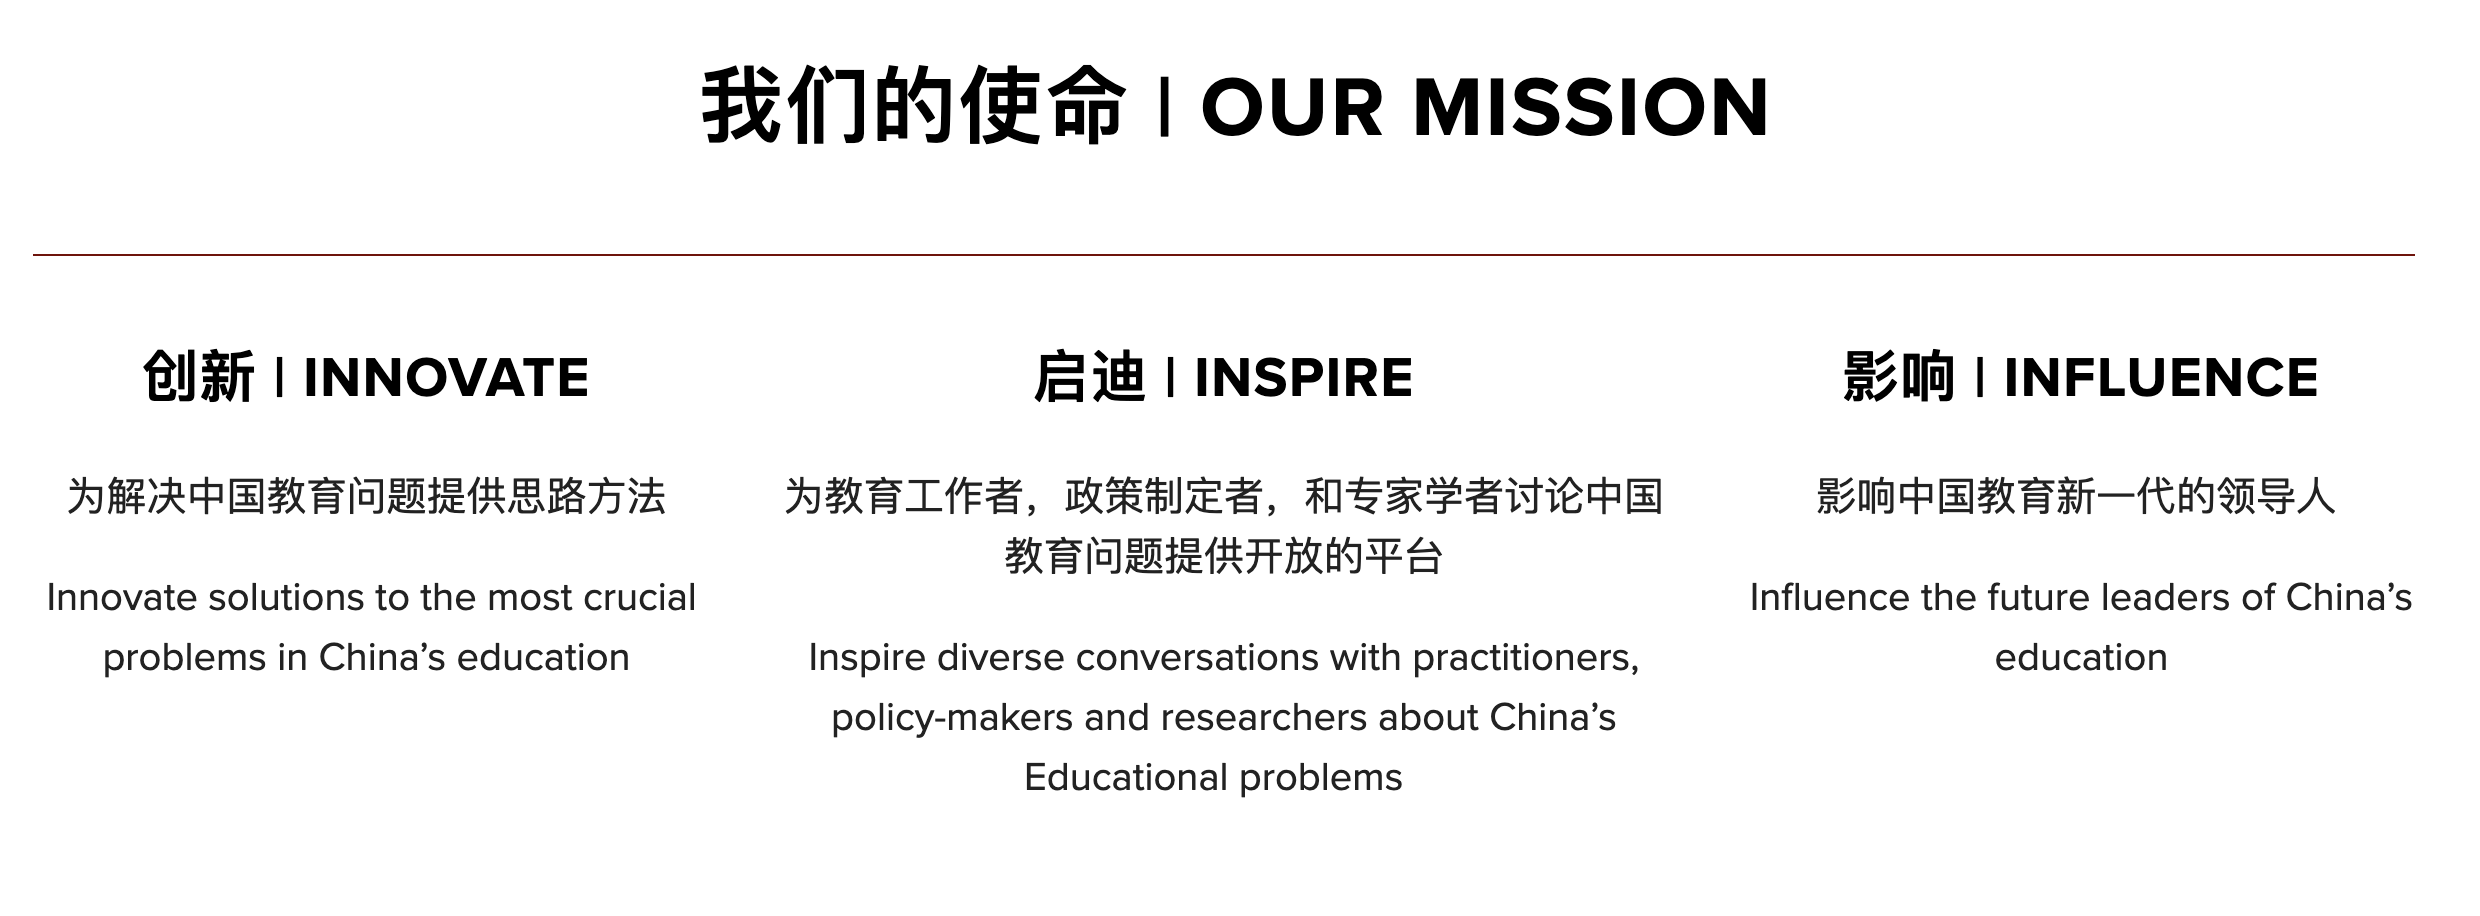 我们的使命 | OUR MISSION
创新 | INNOVATE
为解决中国教育问题提供思路方法
Innovate solutions to the most crucial
problems in China’s education
启迪 | INSPIRE
为教育工作者，政策制定者，和专家学者讨论中国
教育问题提供开放的平台
Inspire diverse conversations with practitioners,
policy-makers and researchers about China’s
Educational problems
影响 | INFLUENCE
影响中国教育新一代的领导人
Influence the future leaders of China’s
education